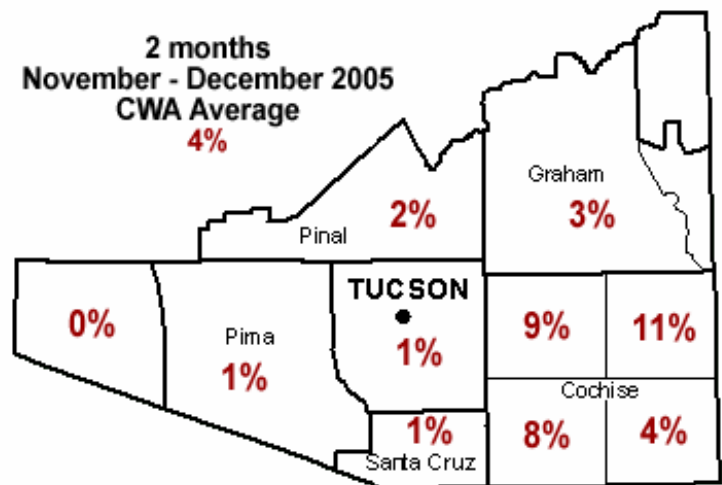 2 months
November - December 2005
CWA Average
4%
Graham
3%
2%
Pinal
TUCSON
0%
Pima
1%
1%
9%
11%
Cochise
1%
8%
4%
Santa Cruz